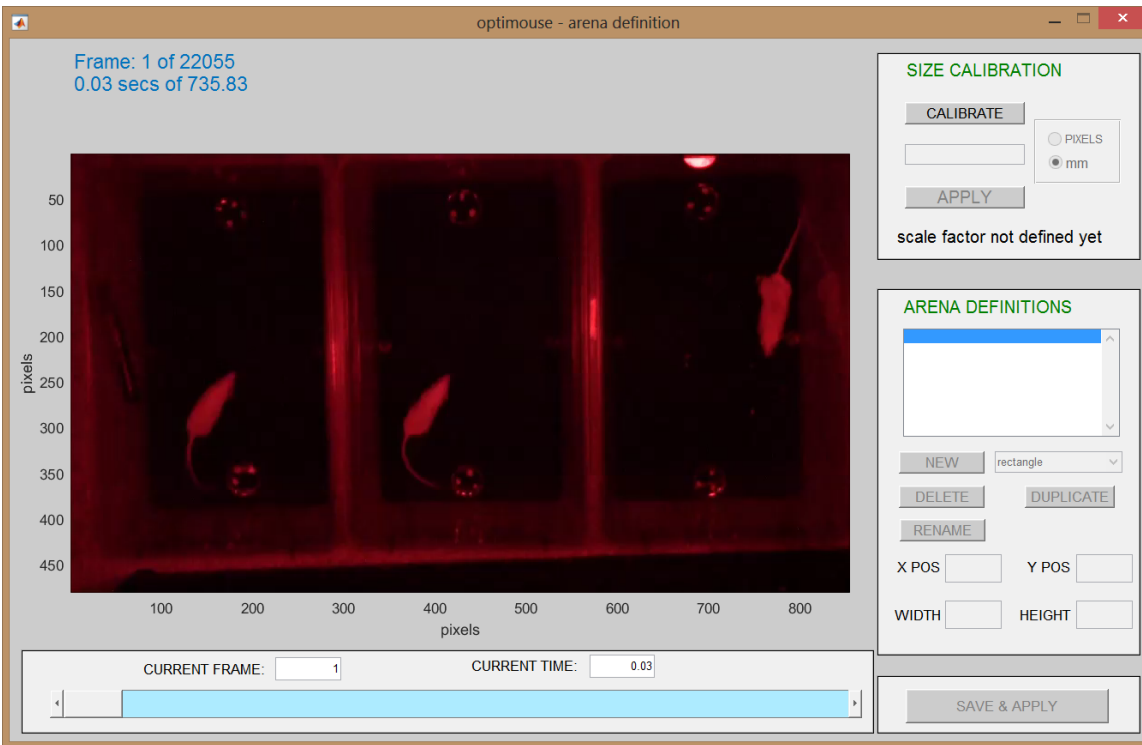 optimouse - arena definition
Frame: 1 of 22055
0.03 secs of 735.83
50
100
150
200
250
300
350
400
450
pixels
100 200 300 400 500 600 700 800
pixels
CURRENT FRAME: 1 CURRENT TIME: 0.03
SIZE CALIBRATION
CALIBRATE
PIXELS
mm
APPLY
scale factor not defined yet
ARENA DEFINITIONS
NEW rectangle
DELETE DUPLICATE
RENAME
X POS Y POS
WIDTH HEIGHT
SAVE & APPLY